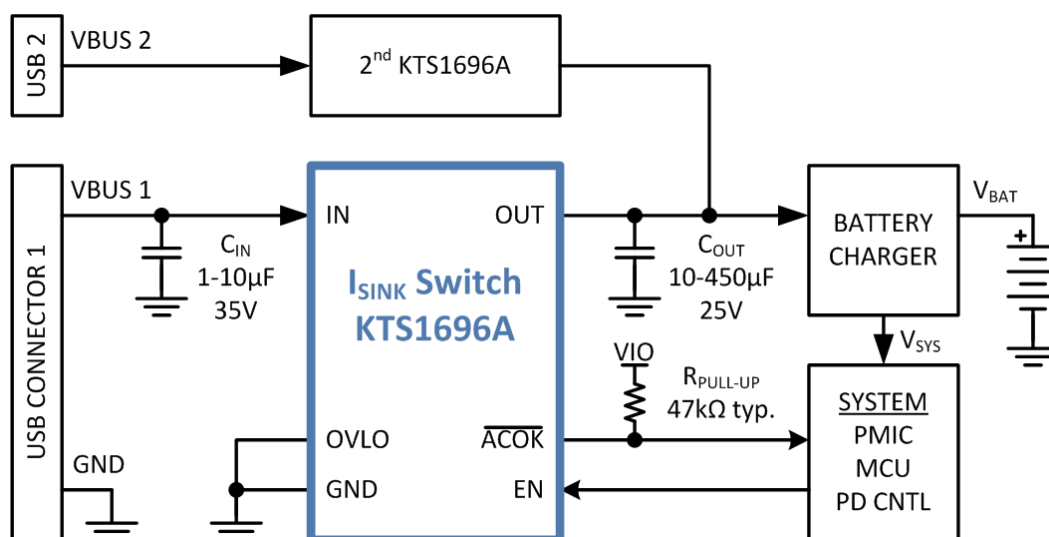 USB 2
VBUS 2
2nd KTS1696A
USB CONNECTOR 1
VBUS 1
CIN
1-10µF
35V
GND
IN
OUT
ISINK Switch
KTS1696A
OVLO
GND
ACOK
EN
COUT
10-450µF
25V
VIO
RPULL-UP
47kΩ typ.
BATTERY
CHARGER
VBAT
+
VSYS
SYSTEM
PMIC
MCU
PD CNTL